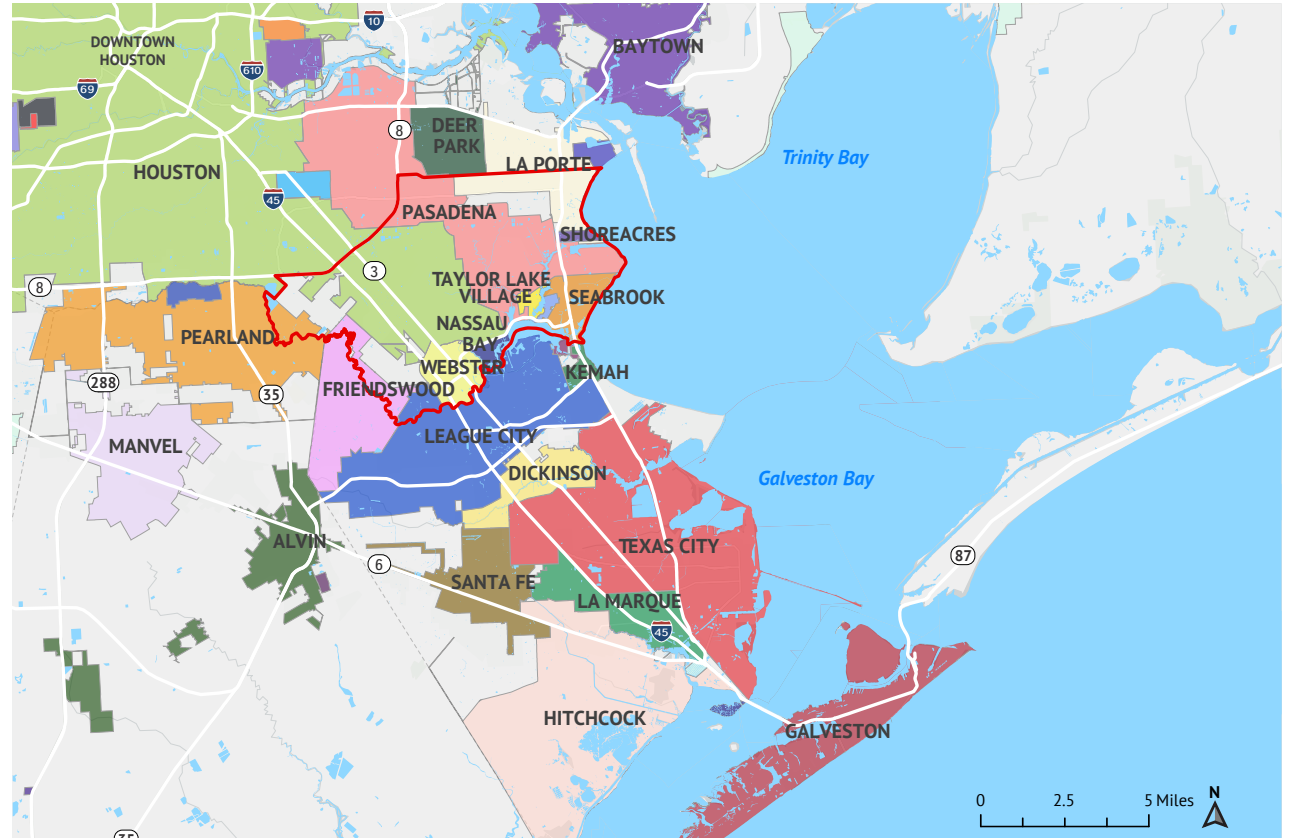 10
DOWNTOWN
HOUSTON
BAYTOWN
610
69
8
DEER
PARK
Trinity Bay
LA PORTE
HOUSTON
45
PASADENA
SHOREACRES
3
TAYLOR LAKE
VILLAGE
SEABROOK
8
NASSAU
BAY
PEARLAND
WEBSTER
KEMAH
288
FRIENDSWOOD
35
LEAGUE CITY
MANVEL
DICKINSON
Galveston Bay
ALVIN
TEXAS CITY
87
6
SANTA FE
LA MARQUE
45
HITCHCOCK
GALVESTON
N
0 2.5 5 Miles
35